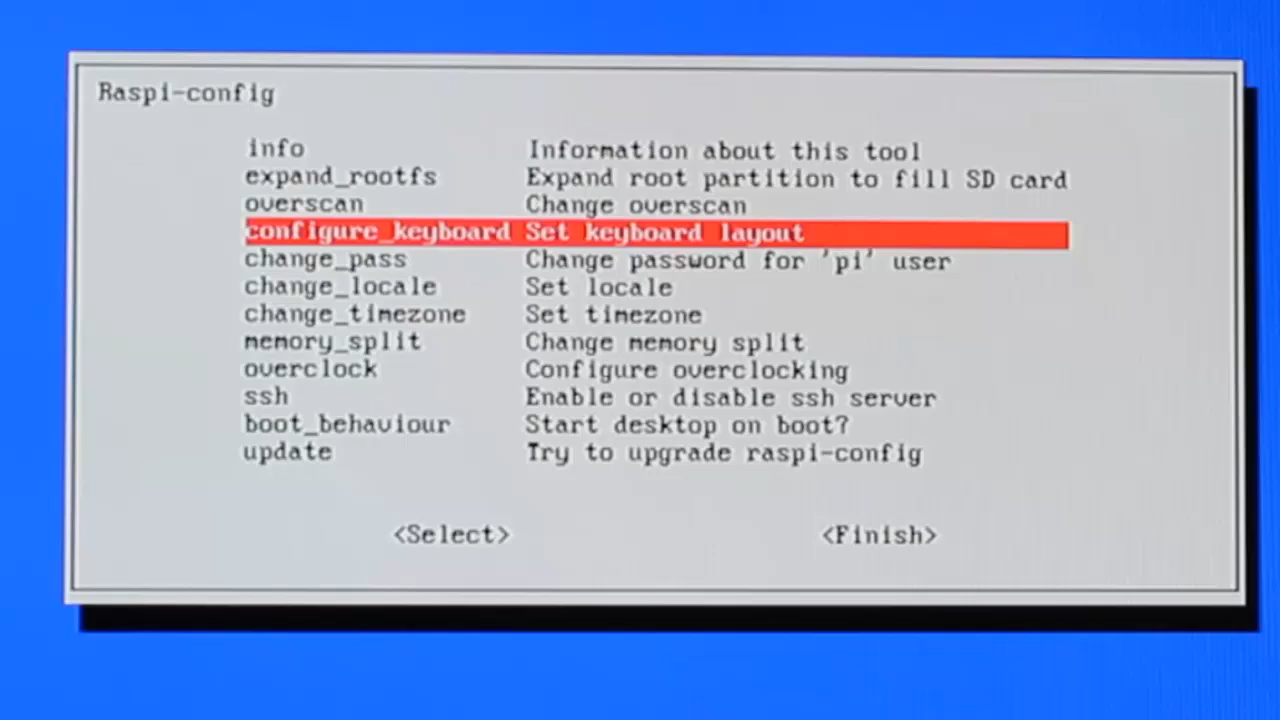 Raspi-config
info Information about this tool
expand_rootfs Expand root partition to fill SD card
overscan Change overscan
configure_keyboard Set keyboard layout
change_pass Change password for 'pi' user
change_locale Set locale
change_timezone Set timezone
memory_split Change memory split
overclock Configure overclocking
ssh Enable or disable ssh server
boot_behaviour Start desktop on boot?
update Try to upgrade raspi-config
<Select> <Finish>